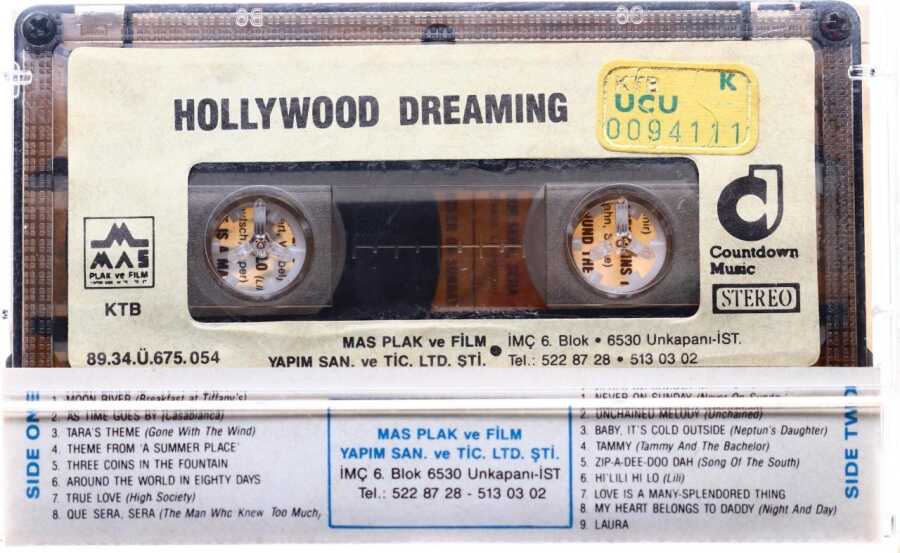 HOLLYWOOD DREAMING
KTB K
UCU
0094111
MAS
PLAK ve FİLM
KTB
89.34.Ü.675.054
Countdown
Music
STEREO
MAS PLAK ve FİLM • İMÇ 6. Blok • 6530 Unkapanı-İST.
YAPIM SAN. ve TİC. LTD. ŞTİ. Tel.: 522 87 28 • 513 03 02
SIDE ONE
1. MOON RIVER (Breakfast at Tiffany's)
2. AS TIME GOES BY (Casablanca)
3. TARA'S THEME (Gone With The Wind)
4. THEME FROM 'A SUMMER PLACE'
5. THREE COINS IN THE FOUNTAIN
6. AROUND THE WORLD IN EIGHTY DAYS
7. TRUE LOVE (High Society)
8. QUE SERA, SERA (The Man Who Knew Too Much,
MAS PLAK ve FİLM
YAPIM SAN. ve TİC. LTD. ŞTİ.
İMÇ 6. Blok 6530 Unkapanı-İST
Tel.: 522 87 28 - 513 03 02
SIDE TWO
1. NEVER ON SUNDAY (Never On Sunday)
2. UNCHAINED MELODY (Unchained)
3. BABY, IT'S COLD OUTSIDE (Neptun's Daughter)
4. TAMMY (Tammy And The Bachelor)
5. ZIP-A-DEE-DOO DAH (Song Of The South)
6. HI'LILI HI LO (Lili)
7. LOVE IS A MANY-SPLENDORED THING
8. MY HEART BELONGS TO DADDY (Night And Day)
9. LAURA